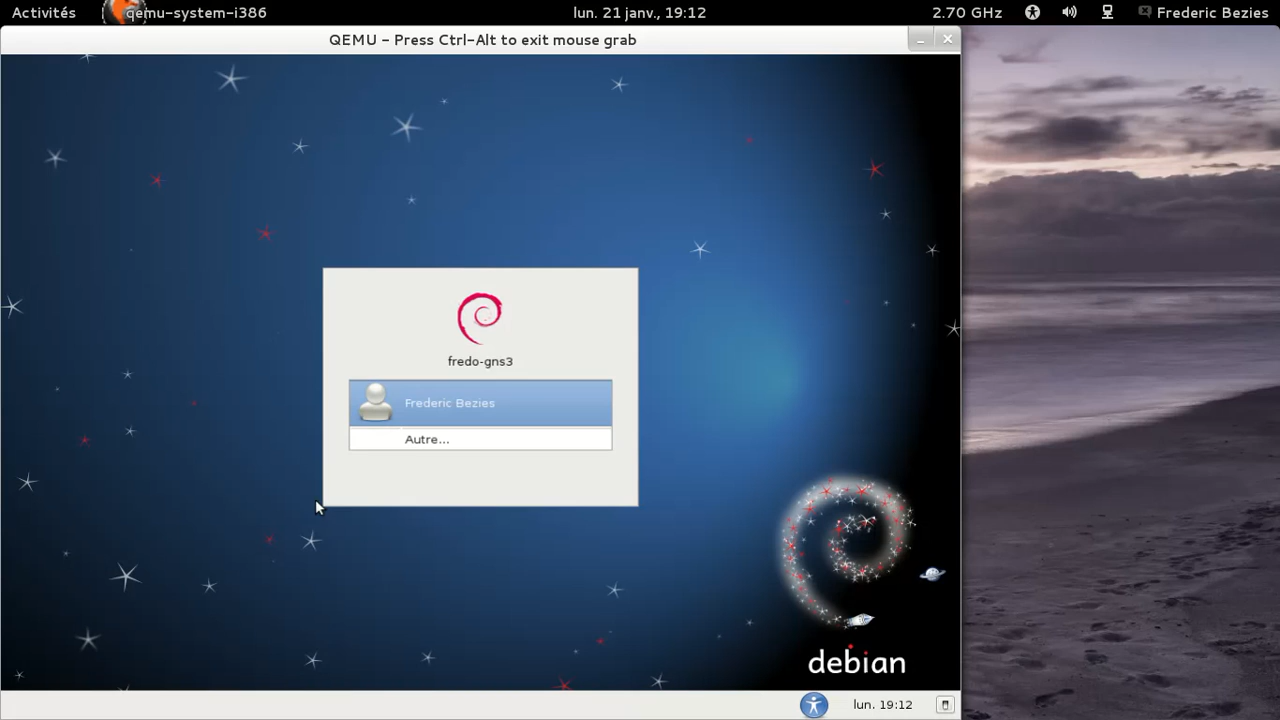 Activités qemu-system-i386 lun. 21 janv., 19:12 2.70 GHz Frederic Bezies
QEMU – Press Ctrl-Alt to exit mouse grab
fredo-gns3
Frederic Bezies
Autre...
debian
lun. 19:12